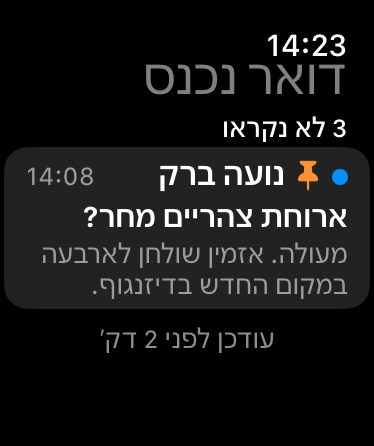 14:23
דואר נכנס
3 לא נקראו
נועה ברק 14:08
ארוחת צהריים מחר?
מעולה. אזמין שולחן לארבעה
במקום החדש בדיזנגוף.
עודכן לפני 2 דק׳